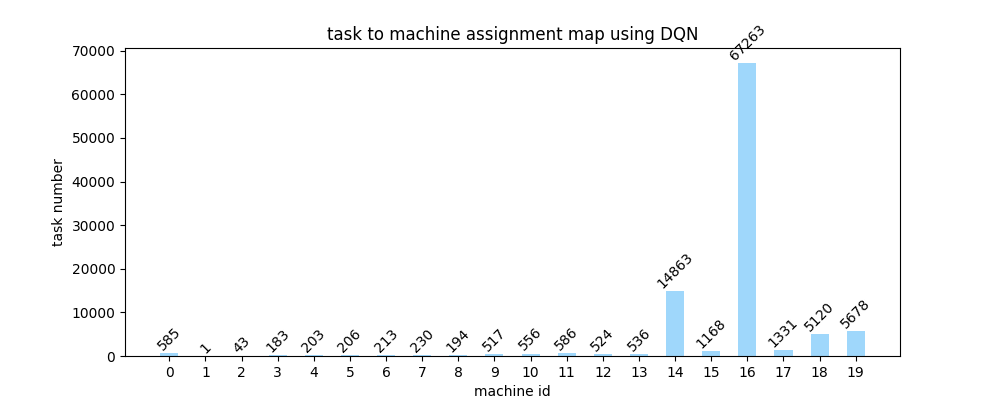 task to machine assignment map using DQN
70000
60000
50000
40000
30000
20000
10000
0
task number
585 1 43 183 203 206 213 230 194 517 556 586 524 536 14863 1168 67263 1331 5120 5678
0 1 2 3 4 5 6 7 8 9 10 11 12 13 14 15 16 17 18 19
machine id